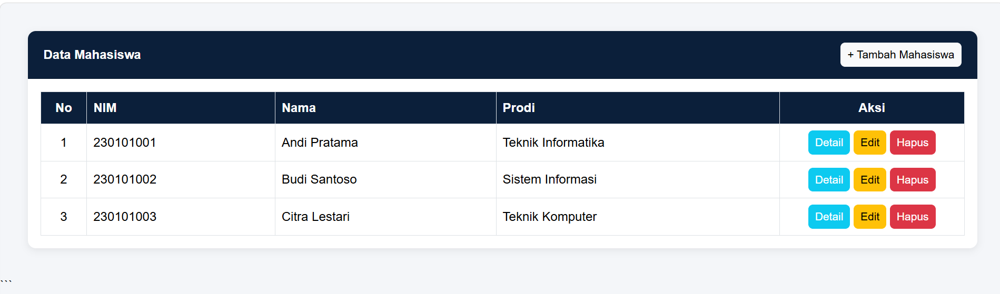 Data Mahasiswa + Tambah Mahasiswa
No NIM Nama Prodi Aksi
1 230101001 Andi Pratama Teknik Informatika Detail Edit Hapus
2 230101002 Budi Santoso Sistem Informasi Detail Edit Hapus
3 230101003 Citra Lestari Teknik Komputer Detail Edit Hapus
```